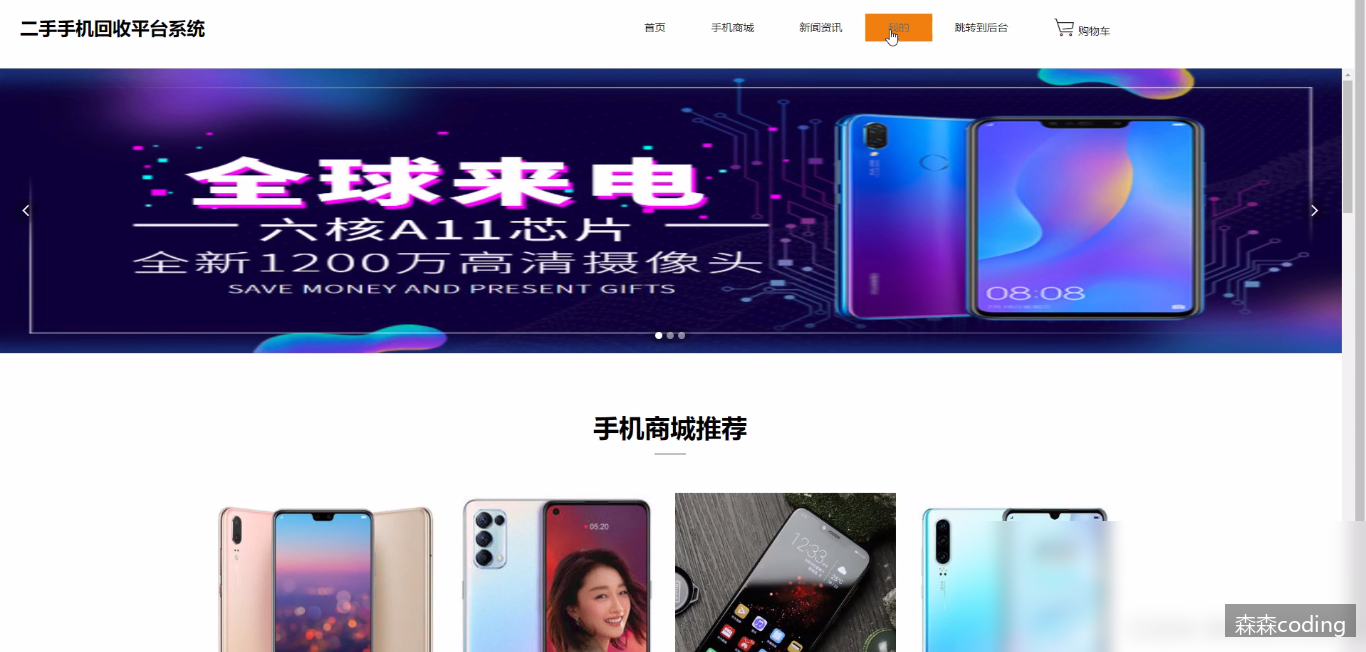 二手手机回收平台系统
首页
手机商城
新闻资讯
我的
跳转到后台
购物车
全球来电
六核A11芯片
全新1200万高清摄像头
SAVE MONEY AND PRESENT GIFTS
08:08
手机商城推荐
05:20
12:33
森森coding